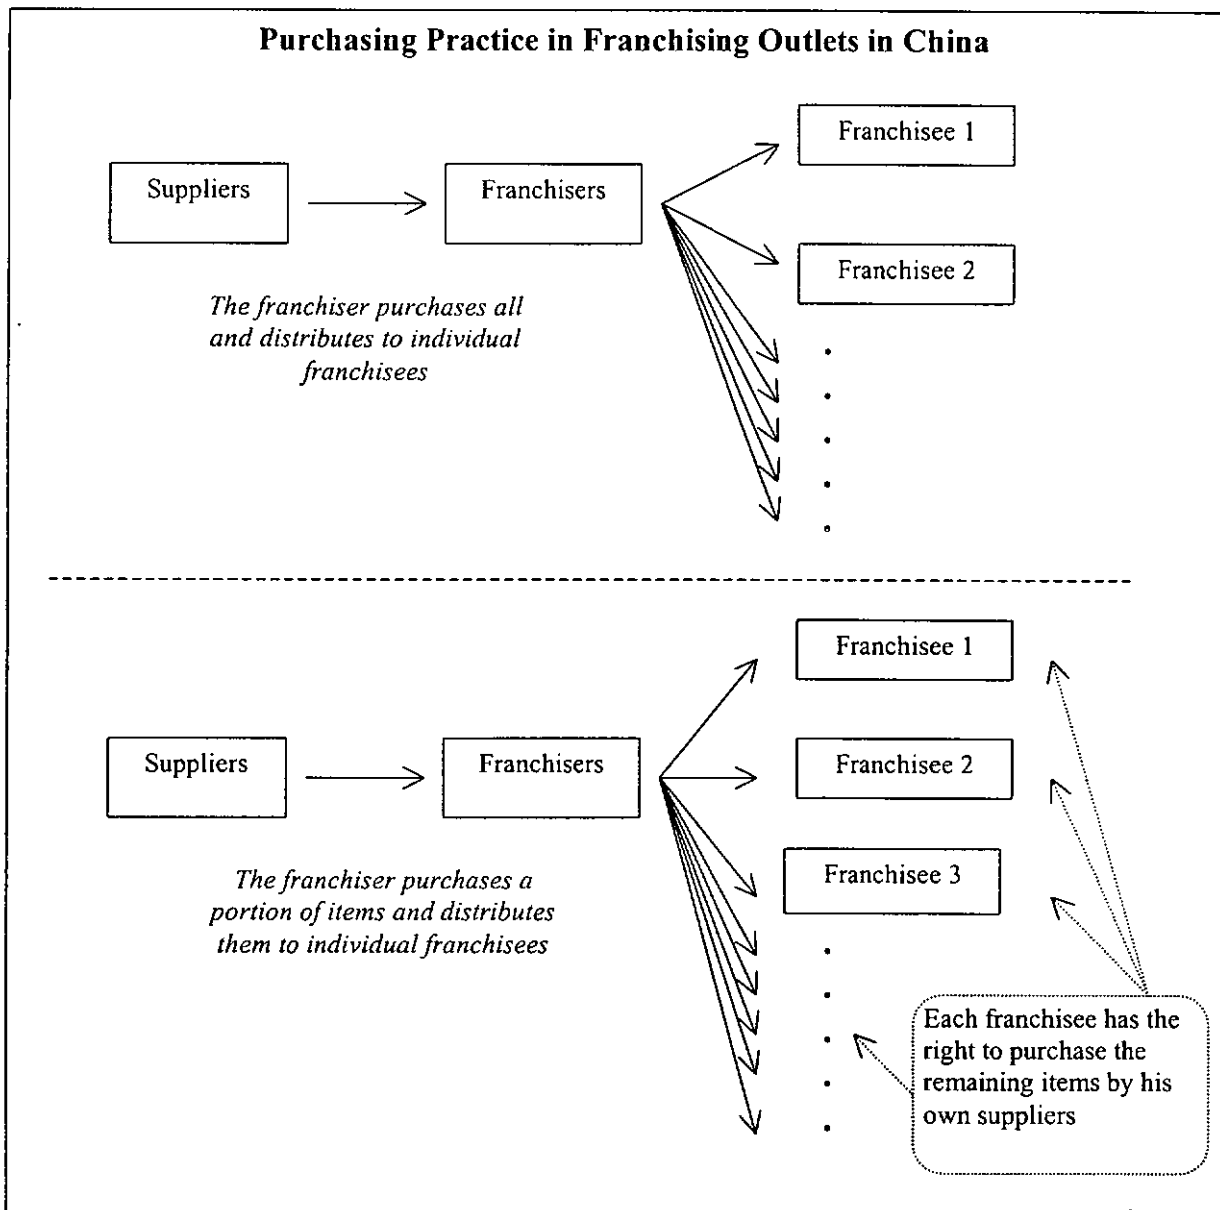 Purchasing Practice in Franchising Outlets in China
Franchisee 1
Suppliers
Franchisers
Franchisee 2
The franchiser purchases all
and distributes to individual
franchisees
Franchisee 1
Suppliers
Franchisers
Franchisee 2
Franchisee 3
The franchiser purchases a
portion of items and distributes
them to individual franchisees
Each franchisee has the
right to purchase the
remaining items by his
own suppliers